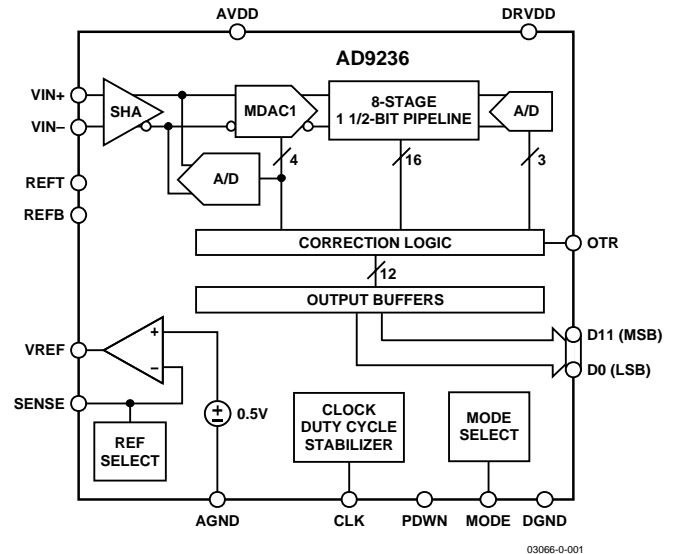 AVDD
DRVDD
AD9236
VIN+
SHA
MDAC1
8-STAGE
1 1/2-BIT PIPELINE
A/D
VIN–
A/D
4
16
3
REFT
REFB
CORRECTION LOGIC
OTR
12
OUTPUT BUFFERS
D11 (MSB)
VREF
+
–
D0 (LSB)
SENSE
REF
SELECT
+
–
0.5V
CLOCK
DUTY CYCLE
STABILIZER
MODE
SELECT
AGND
CLK
PDWN
MODE
DGND
03066-0-001